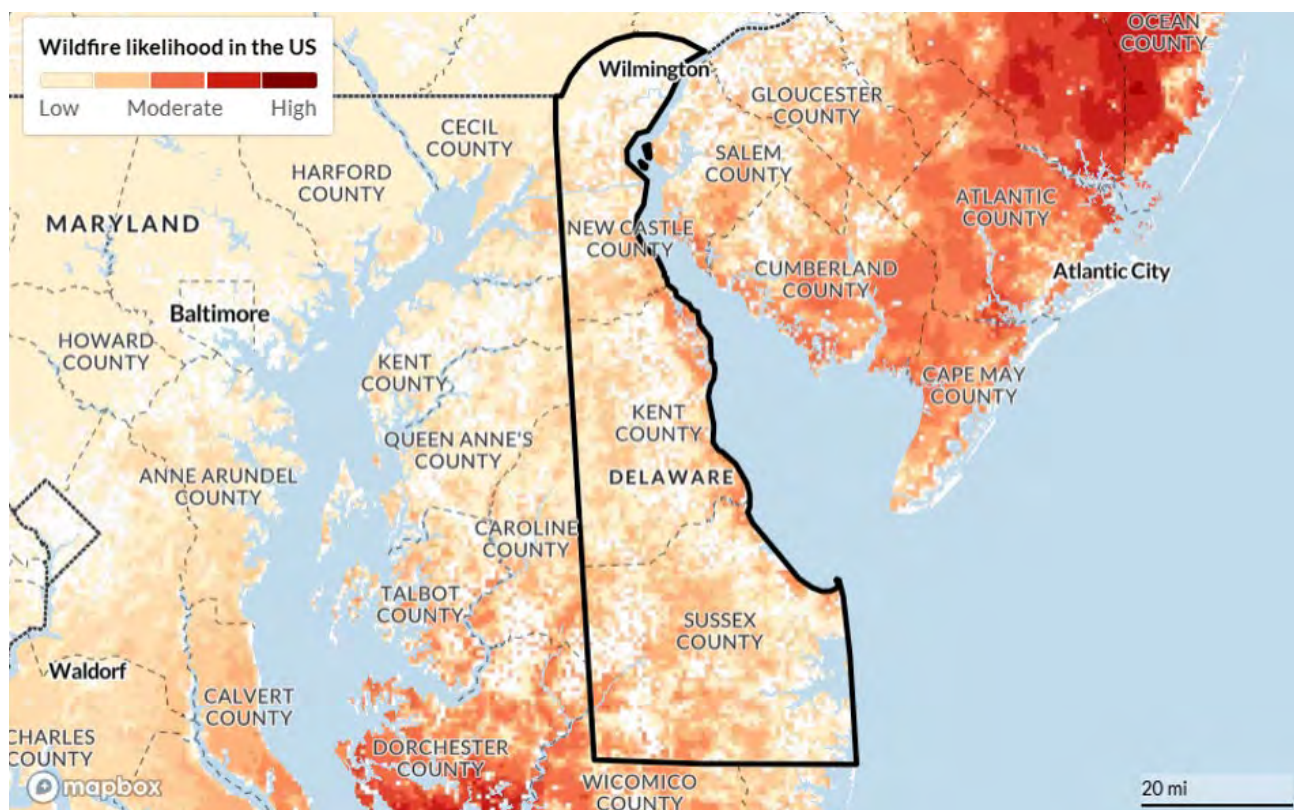 Wildfire likelihood in the US
Low Moderate High
OCEAN
COUNTY
Wilmington
GLOUCESTER
COUNTY
CECIL
COUNTY
SALEM
COUNTY
HARFORD
COUNTY
MARYLAND
ATLANTIC
COUNTY
NEW CASTLE
COUNTY
CUMBERLAND
COUNTY
Atlantic City
Baltimore
HOWARD
COUNTY
KENT
COUNTY
CAPE MAY
COUNTY
KENT
COUNTY
QUEEN ANNE'S
COUNTY
DELAWARE
ANNE ARUNDEL
COUNTY
CAROLINE
COUNTY
TALBOT
COUNTY
SUSSEX
COUNTY
Waldorf
CALVERT
COUNTY
CHARLES
COUNTY
DORCHESTER
COUNTY
WICOMICO
COUNTY
mapbox
20 mi